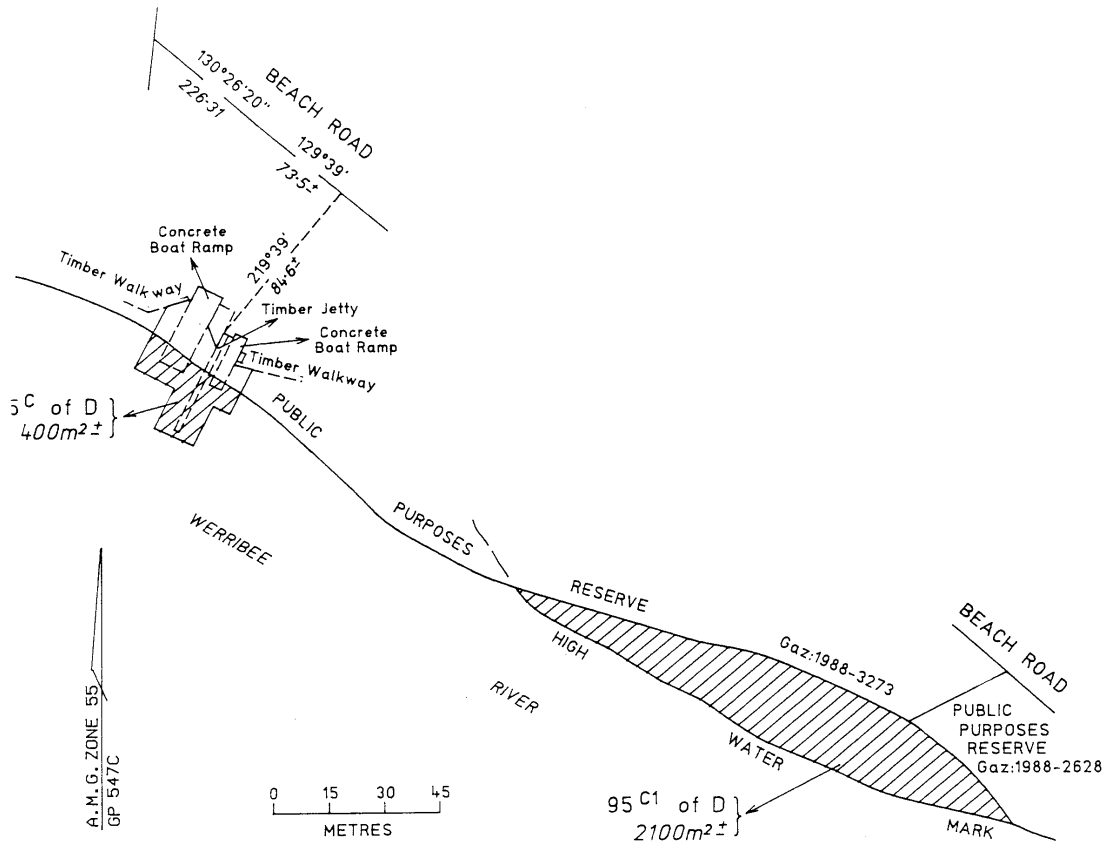 BEACH ROAD
130°26'20"
226·31
129°39'
73·5±
219°39'
84·6±
Concrete
Boat Ramp
Timber Walkway
Timber Jetty
Concrete
Boat Ramp
Timber Walkway
5C of D
400m²±
PUBLIC
PURPOSES
RESERVE
WERRIBEE
RIVER
HIGH
WATER
MARK
Gaz:1988-3273
BEACH ROAD
PUBLIC
PURPOSES
RESERVE
Gaz:1988-2628
95 C1 of D
2100m²±
A.M.G. ZONE 55
GP 547C
0 15 30 45
METRES